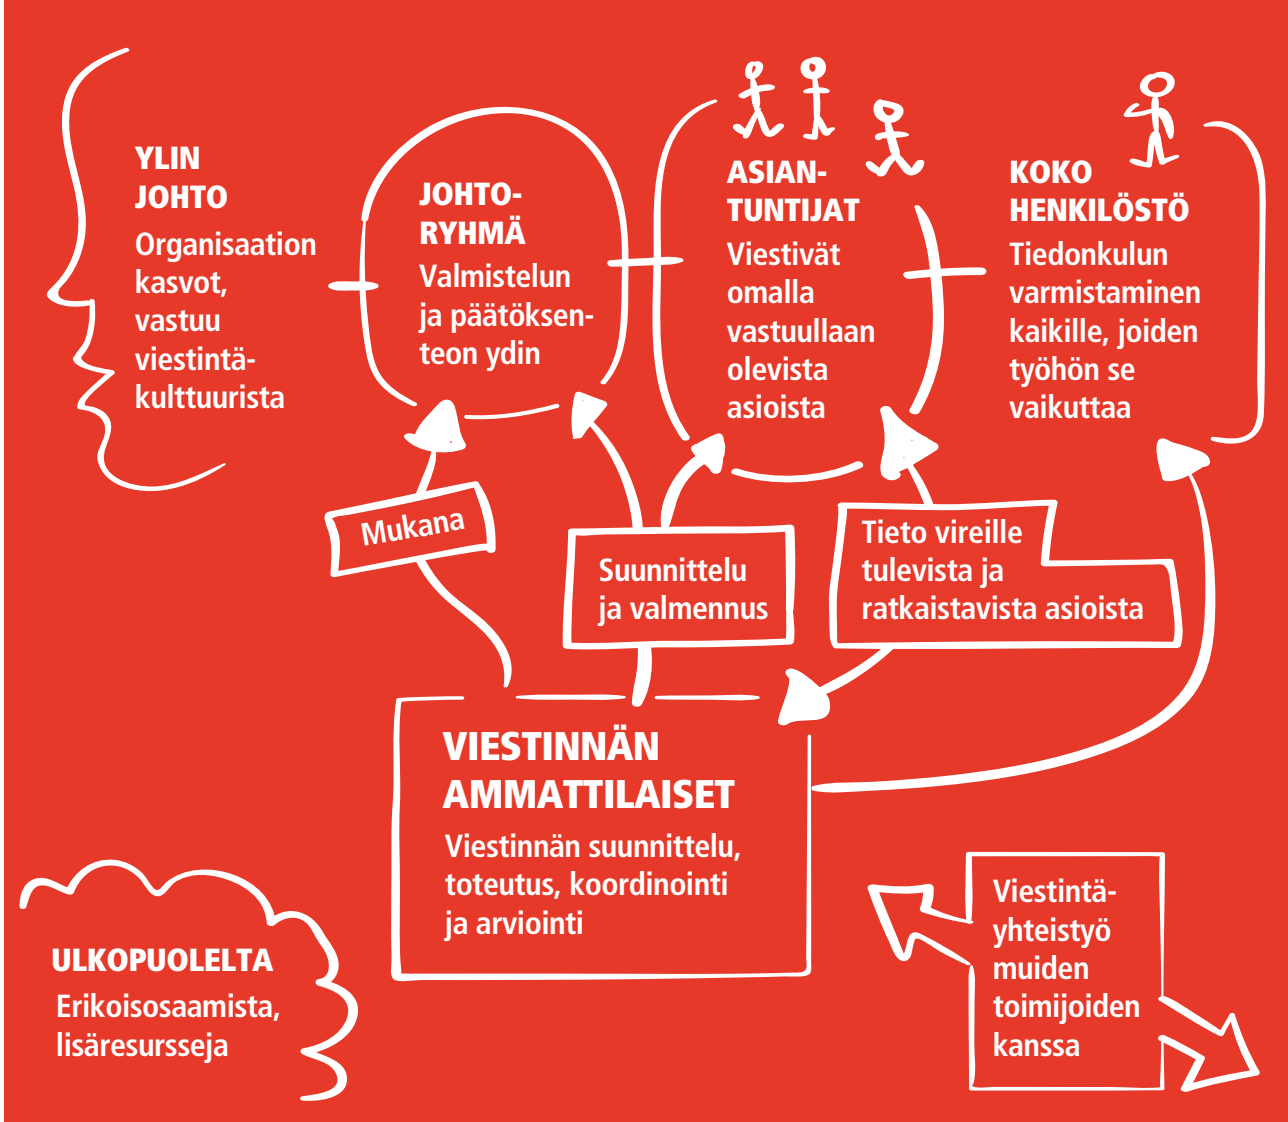 YLIN
JOHTO
Organisaation
kasvot,
vastuu
viestintä-
kulttuurista
JOHTO-
RYHMÄ
Valmistelun
ja päätöksen-
teon ydin
ASIAN-
TUNTIJAT
Viestivät
omalla
vastuullaan
olevista
asioista
KOKO
HENKILÖSTÖ
Tiedonkulun
varmistaminen
kaikille, joiden
työhön se
vaikuttaa
Mukana
Suunnittelu
ja valmennus
Tieto vireille
tulevista ja
ratkaistavista asioista
VIESTINNÄN
AMMATTILAISET
Viestinnän suunnittelu,
toteutus, koordinointi
ja arviointi
ULKOPUOLELTA
Erikoisosaamista,
lisäresursseja
Viestintä-
yhteistyö
muiden
toimijoiden
kanssa